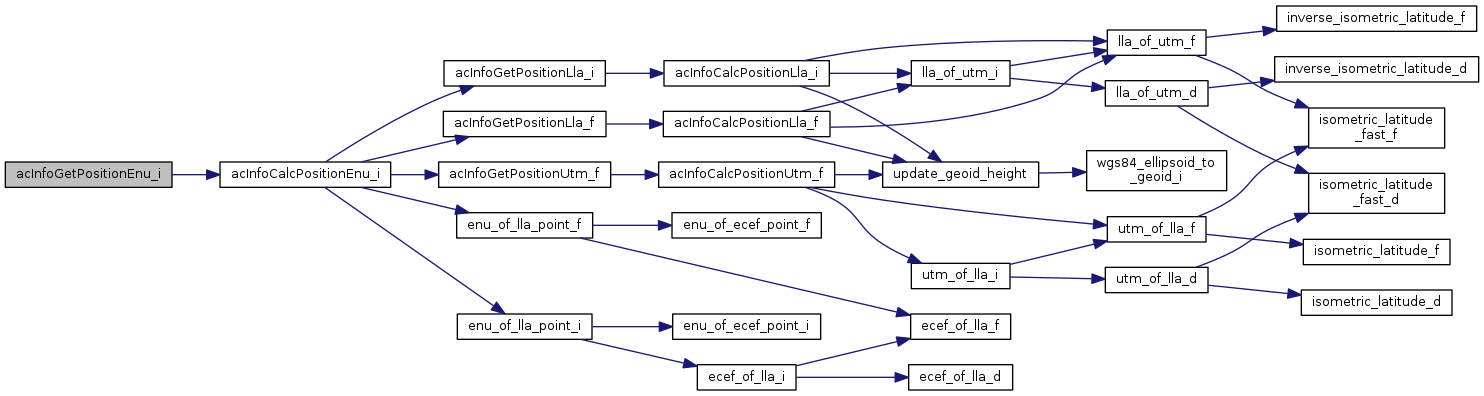 acInfoGetPositionEnu_i
acInfoCalcPositionEnu_i
acInfoGetPositionLla_i
acInfoGetPositionLla_f
acInfoGetPositionUtm_f
enu_of_lla_point_f
enu_of_lla_point_i
acInfoCalcPositionLla_i
acInfoCalcPositionLla_f
acInfoCalcPositionUtm_f
enu_of_ecef_point_f
enu_of_ecef_point_i
ecef_of_lla_i
lla_of_utm_i
update_geoid_height
utm_of_lla_i
ecef_of_lla_f
ecef_of_lla_d
lla_of_utm_f
lla_of_utm_d
wgs84_ellipsoid_to
_geoid_i
utm_of_lla_f
utm_of_lla_d
inverse_isometric_latitude_f
inverse_isometric_latitude_d
isometric_latitude
_fast_f
isometric_latitude
_fast_d
isometric_latitude_f
isometric_latitude_d